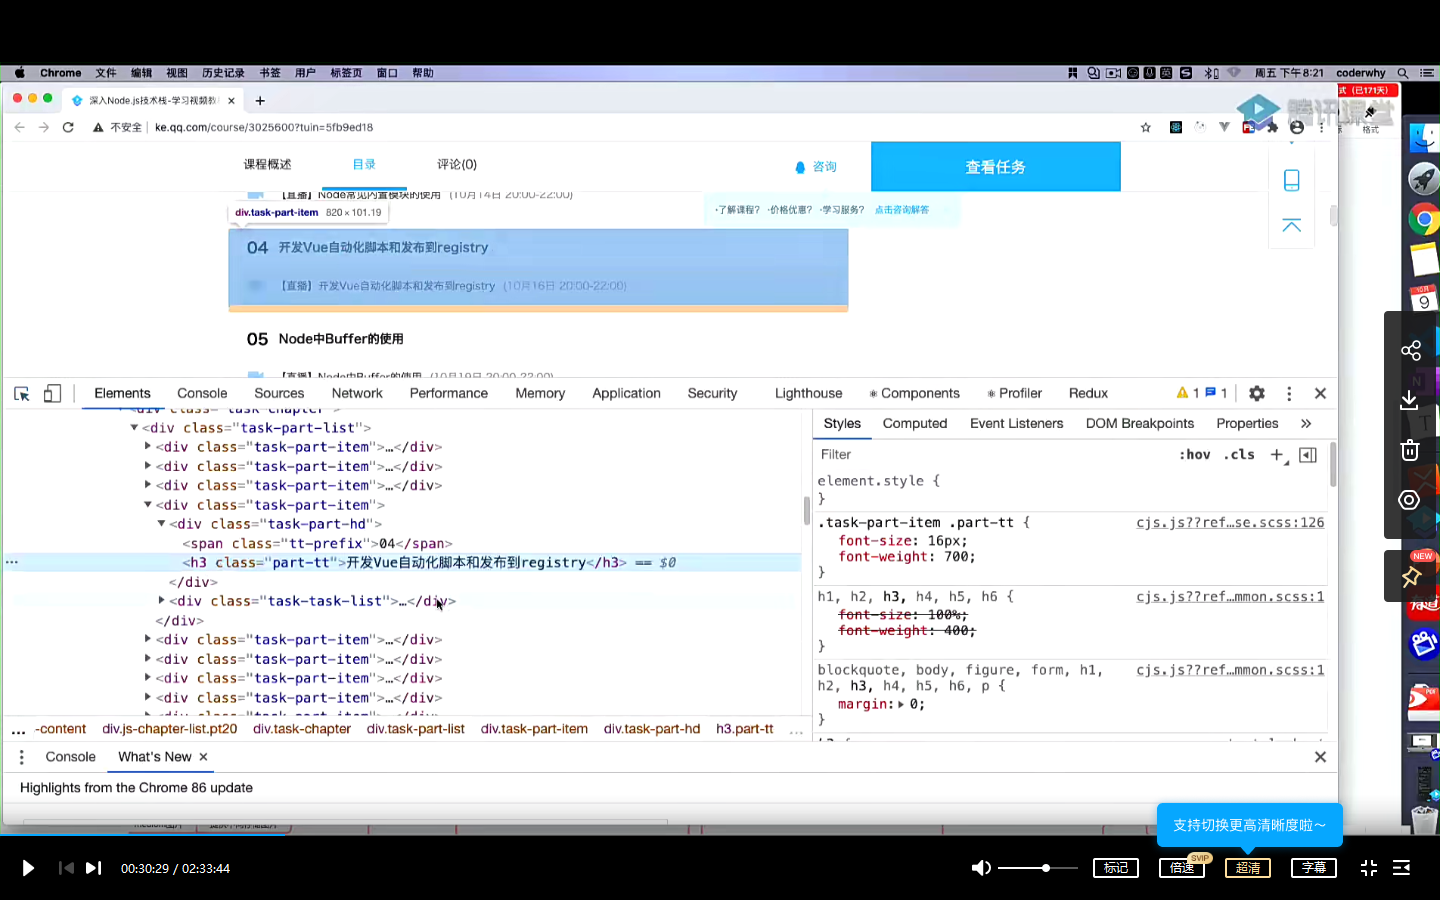 Chrome 文件 编辑 视图 历史记录 书签 用户 标签页 窗口 帮助 周五 下午8:21 coderwhy
深入Node.js技术栈-学习视频教
式 (已171天)
腾讯课堂
不安全 ke.qq.com/course/3025600?tuin=5fb9ed18
格式
课程概述 目录 评论(0) 咨询 查看任务
【直播】Node常见内置模块的使用 (10月14日 20:00-22:00)
div.task-part-item 820 × 101.19
·了解课程? ·价格优惠? ·学习服务? 点击咨询解答
04 开发Vue自动化脚本和发布到registry
【直播】开发Vue自动化脚本和发布到registry (10月16日 20:00-22:00)
05 Node中Buffer的使用
【直播】Node中Buffer的使用 (10月19日 20:00-22:00)
Elements Console Sources Network Performance Memory Application Security Lighthouse Components Profiler Redux 1 1
<div class="task-chapter">
<div class="task-part-list">
<div class="task-part-item">…</div>
<div class="task-part-item">…</div>
<div class="task-part-item">…</div>
<div class="task-part-item">
<div class="task-part-hd">
<span class="tt-prefix">04</span>
<h3 class="part-tt">开发Vue自动化脚本和发布到registry</h3> == $0
</div>
<div class="task-task-list">…</div>
</div>
<div class="task-part-item">…</div>
<div class="task-part-item">…</div>
<div class="task-part-item">…</div>
<div class="task-part-item">…</div>
... -content div.js-chapter-list.pt20 div.task-chapter div.task-part-list div.task-part-item div.task-part-hd h3.part-tt ...
Styles Computed Event Listeners DOM Breakpoints Properties »
Filter :hov .cls +
element.style {
}
.task-part-item .part-tt { cjs.js??ref…se.scss:126
font-size: 16px;
font-weight: 700;
}
h1, h2, h3, h4, h5, h6 { cjs.js??ref…mmon.scss:1
font-size: 100%;
font-weight: 400;
}
blockquote, body, figure, form, h1, cjs.js??ref…mmon.scss:1
h2, h3, h4, h5, h6, p {
margin: 0;
}
Console What's New
Highlights from the Chrome 86 update
NEW
支持切换更高清晰度啦～
00:30:29 / 02:33:44
标记 倍速 SVIP 超清 字幕